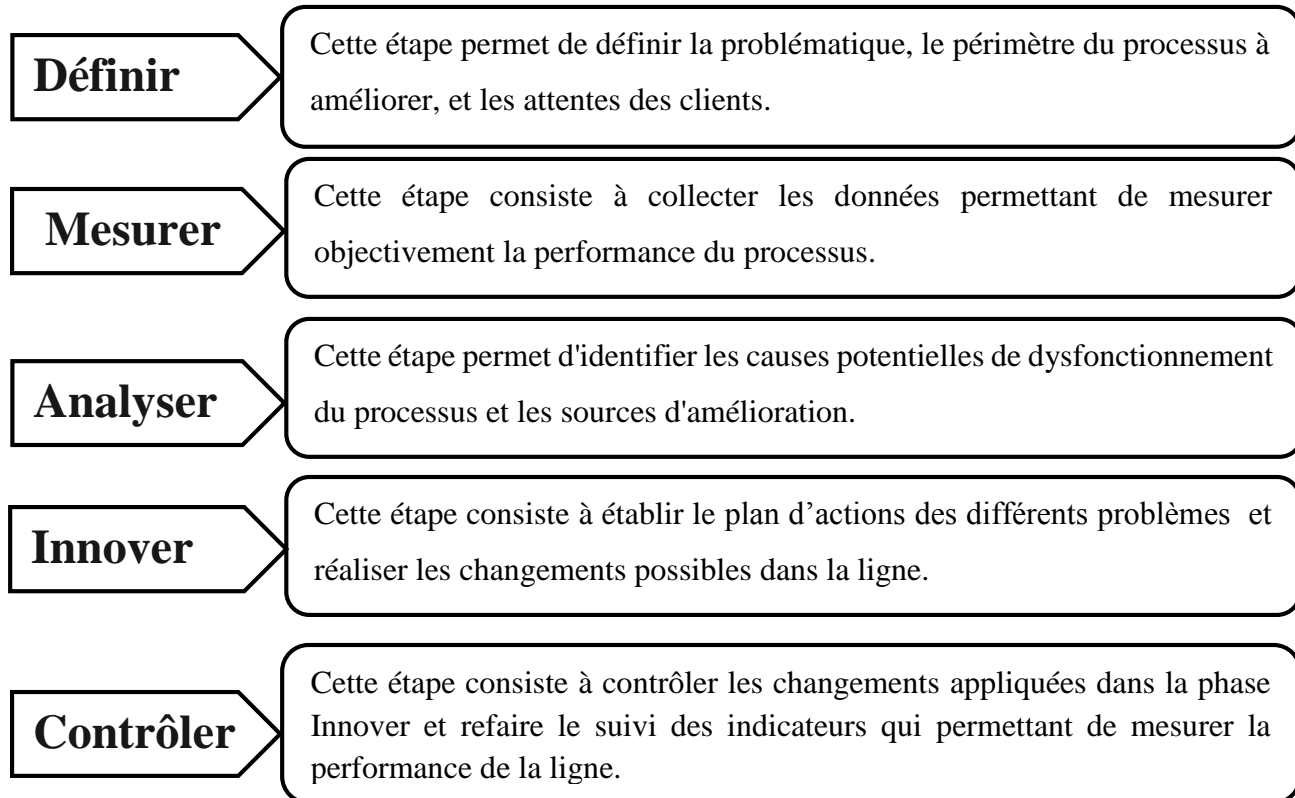 Définir
Cette étape permet de définir la problématique, le périmètre du processus à
améliorer, et les attentes des clients.
Mesurer
Cette étape consiste à collecter les données permettant de mesurer
objectivement la performance du processus.
Analyser
Cette étape permet d'identifier les causes potentielles de dysfonctionnement
du processus et les sources d'amélioration.
Innover
Cette étape consiste à établir le plan d’actions des différents problèmes et
réaliser les changements possibles dans la ligne.
Contrôler
Cette étape consiste à contrôler les changements appliquées dans la phase
Innover et refaire le suivi des indicateurs qui permettant de mesurer la
performance de la ligne.